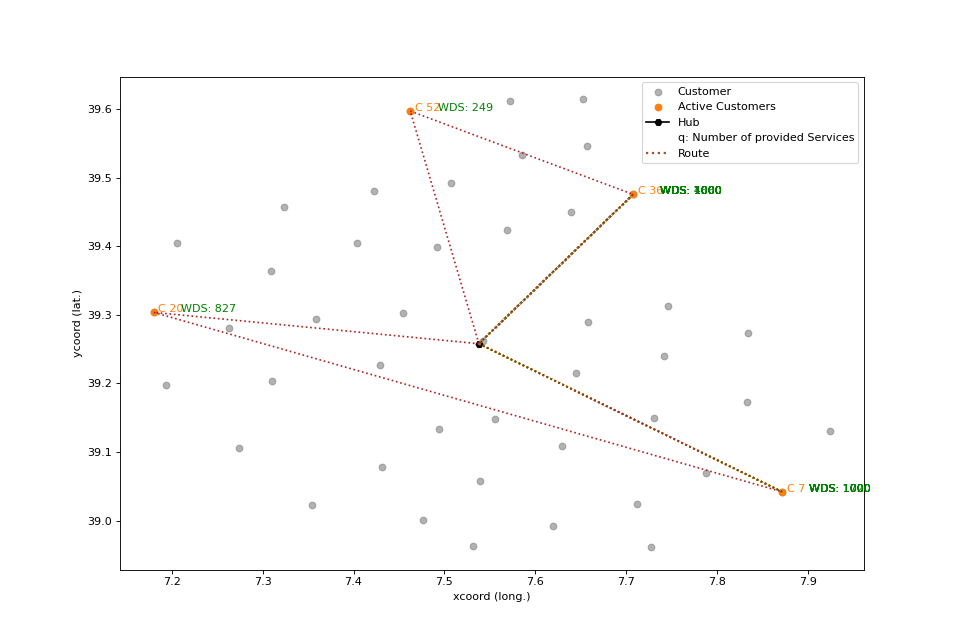 Customer
Active Customers
Hub
q: Number of provided Services
Route
C 52 WDS: 249
C 36 WDS:
C 20 WDS: 827
C 7 WDS:
39.6
39.5
39.4
39.3
39.2
39.1
39.0
ycoord (lat.)
7.2 7.3 7.4 7.5 7.6 7.7 7.8 7.9
xcoord (long.)